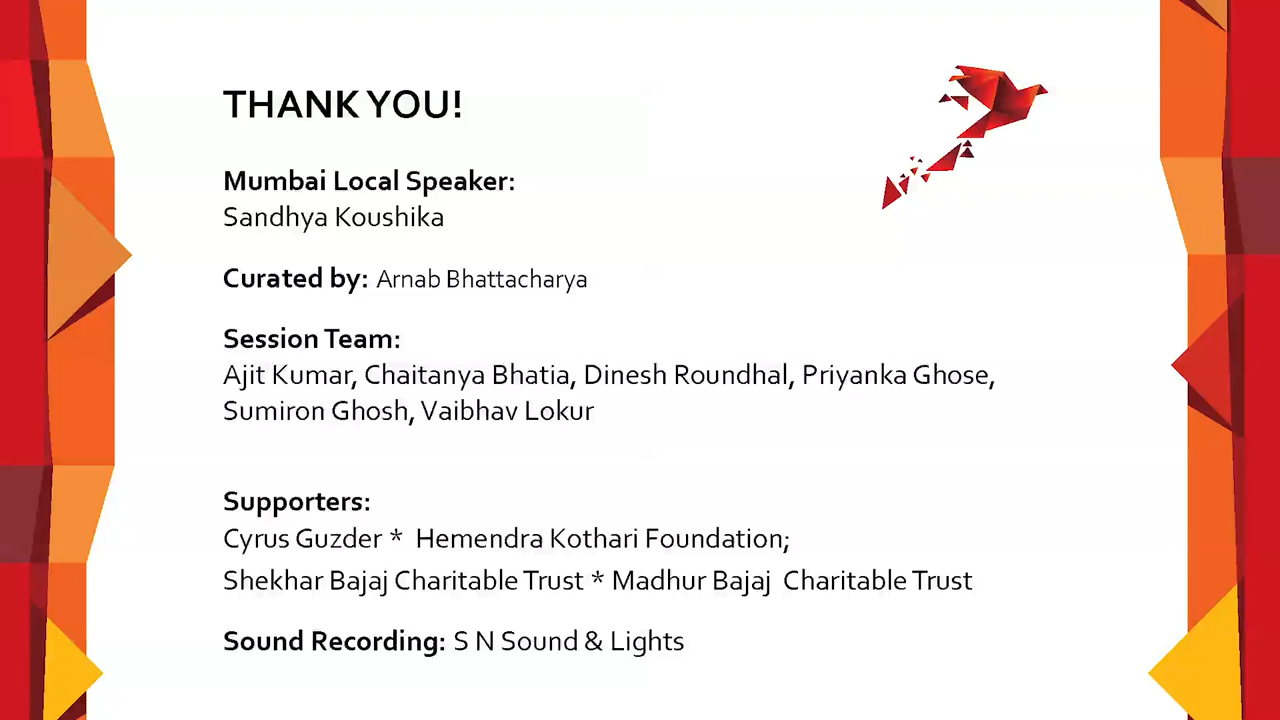 THANK YOU!
Mumbai Local Speaker:
Sandhya Koushika
Curated by: Arnab Bhattacharya
Session Team:
Ajit Kumar, Chaitanya Bhatia, Dinesh Roundhal, Priyanka Ghose,
Sumiron Ghosh, Vaibhav Lokur
Supporters:
Cyrus Guzder * Hemendra Kothari Foundation;
Shekhar Bajaj Charitable Trust * Madhur Bajaj Charitable Trust
Sound Recording: S N Sound & Lights